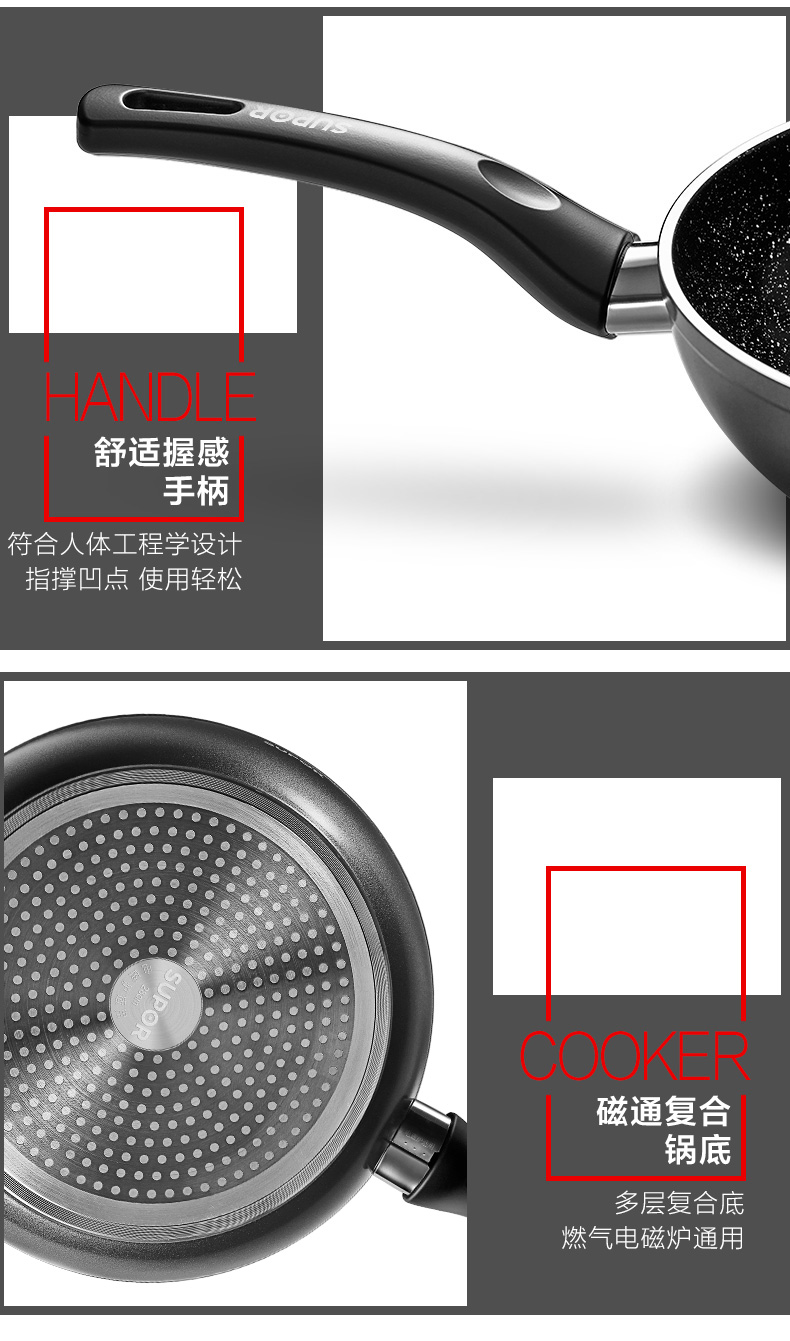 SUPOR
HANDLE
舒适握感
手柄
符合人体工程学设计
指撑凹点 使用轻松
SUPOR
COOKER
磁通复合
锅底
多层复合底
燃气电磁炉通用